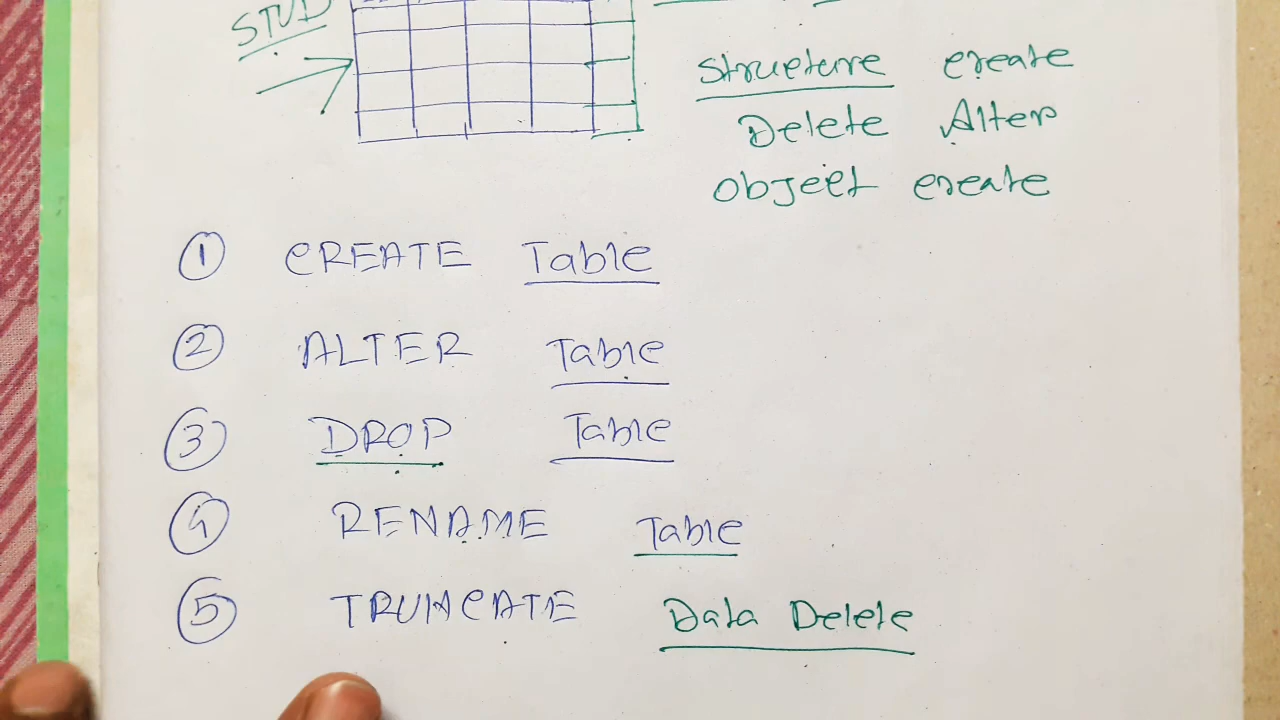 STUD
Structure create
Delete Alter
Object create
① CREATE Table
② ALTER Table
③ DROP Table
④ RENAME Table
⑤ TRUNCATE Data Delete